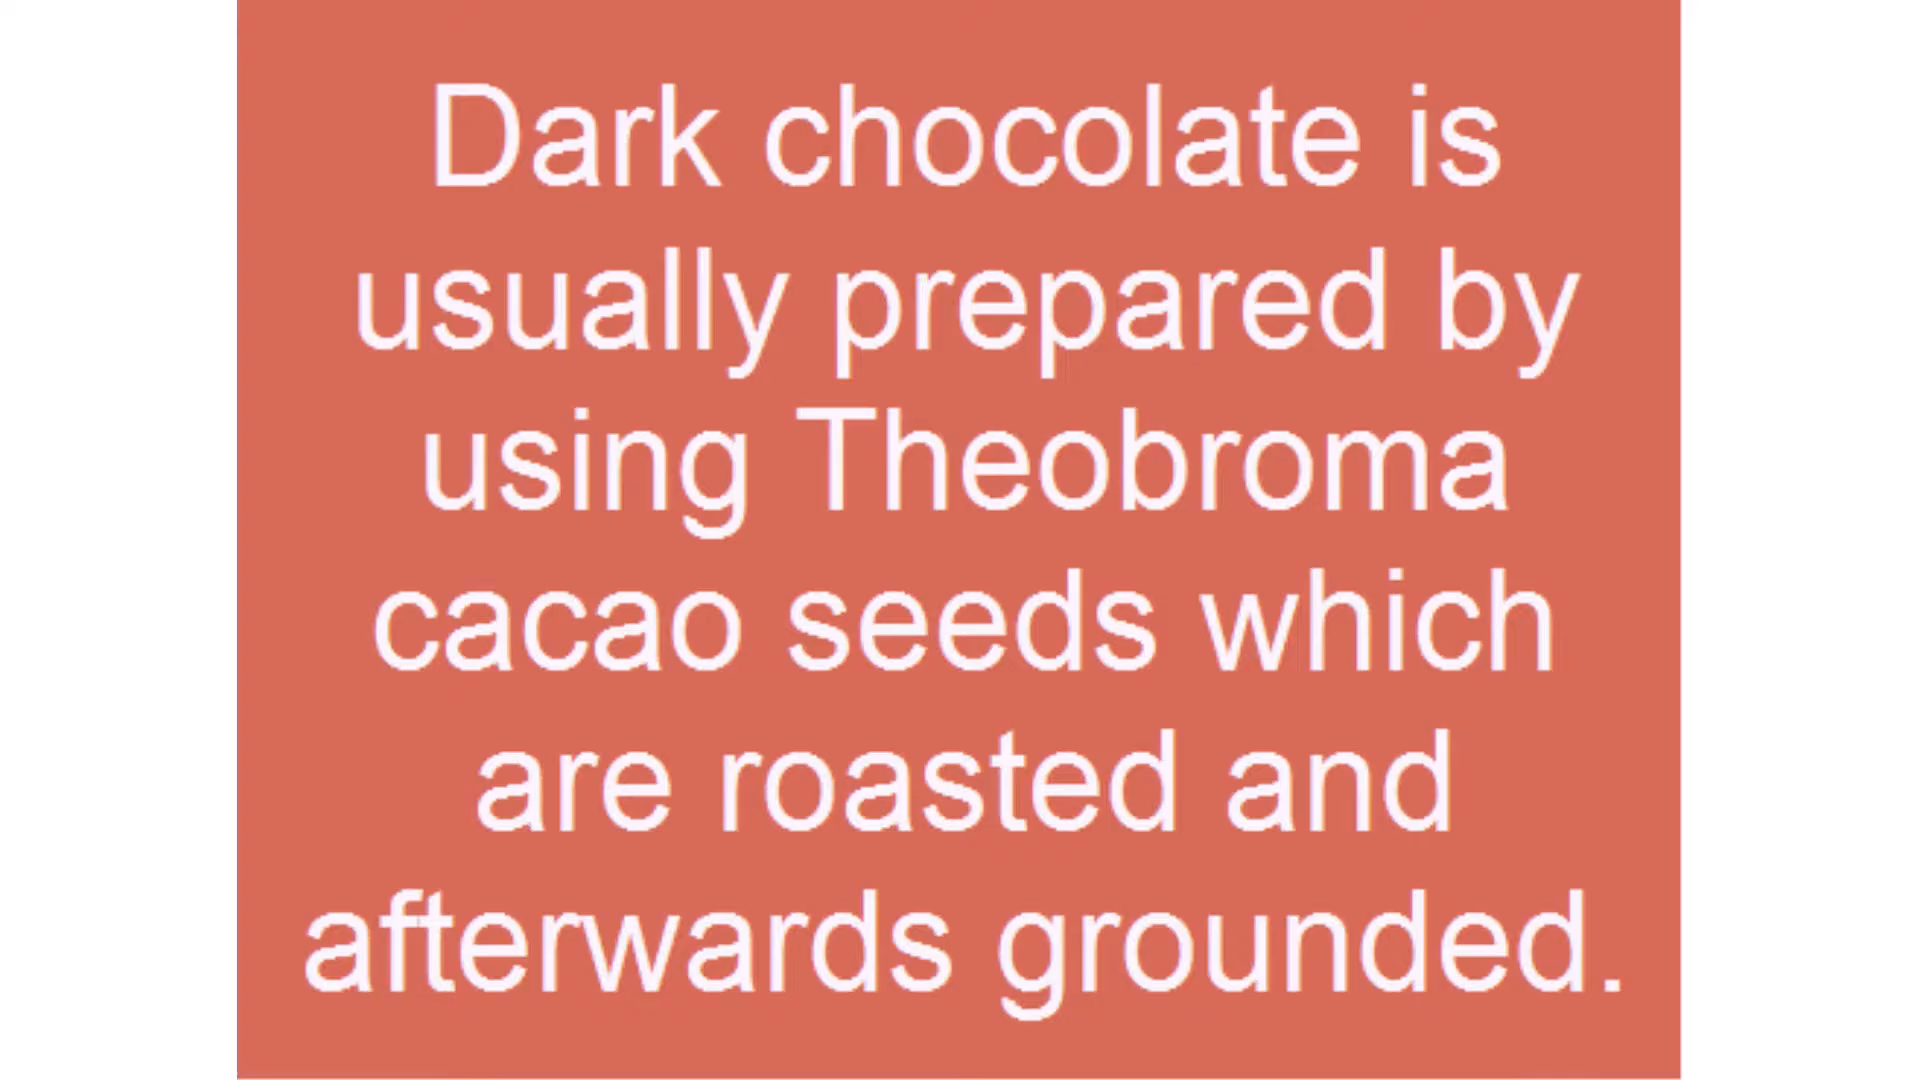 Dark chocolate is
usually prepared by
using Theobroma
cacao seeds which
are roasted and
afterwards grounded.